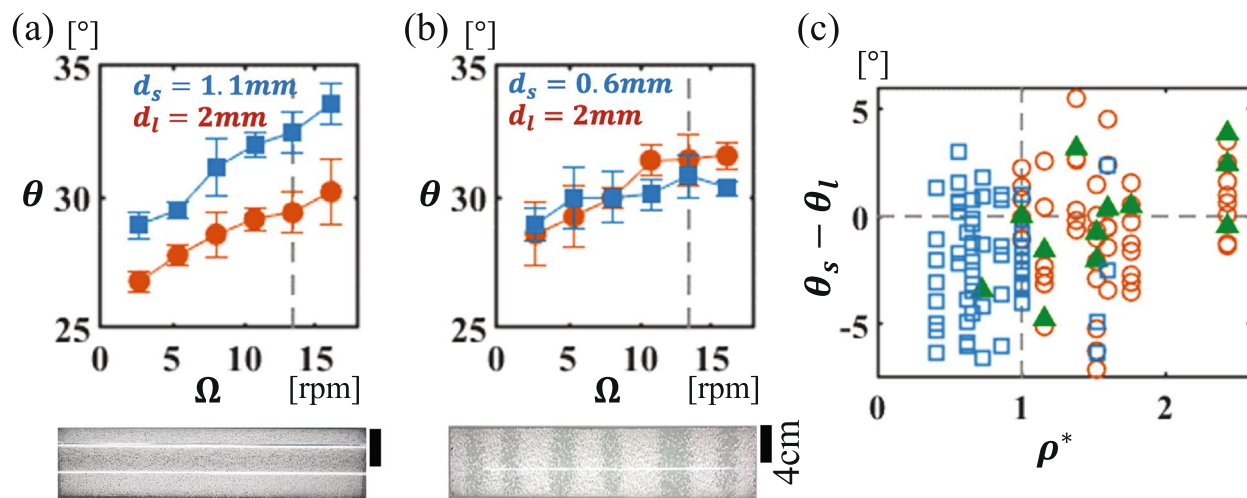 (a)
[°]
35
θ
30
25
d_s = 1.1mm
d_l = 2mm
0
5
10
15
Ω
[rpm]
(b)
[°]
35
θ
30
25
d_s = 0.6mm
d_l = 2mm
0
5
10
15
Ω
[rpm]
4cm
(c)
[°]
5
0
-5
θ_s − θ_l
0
1
2
ρ*